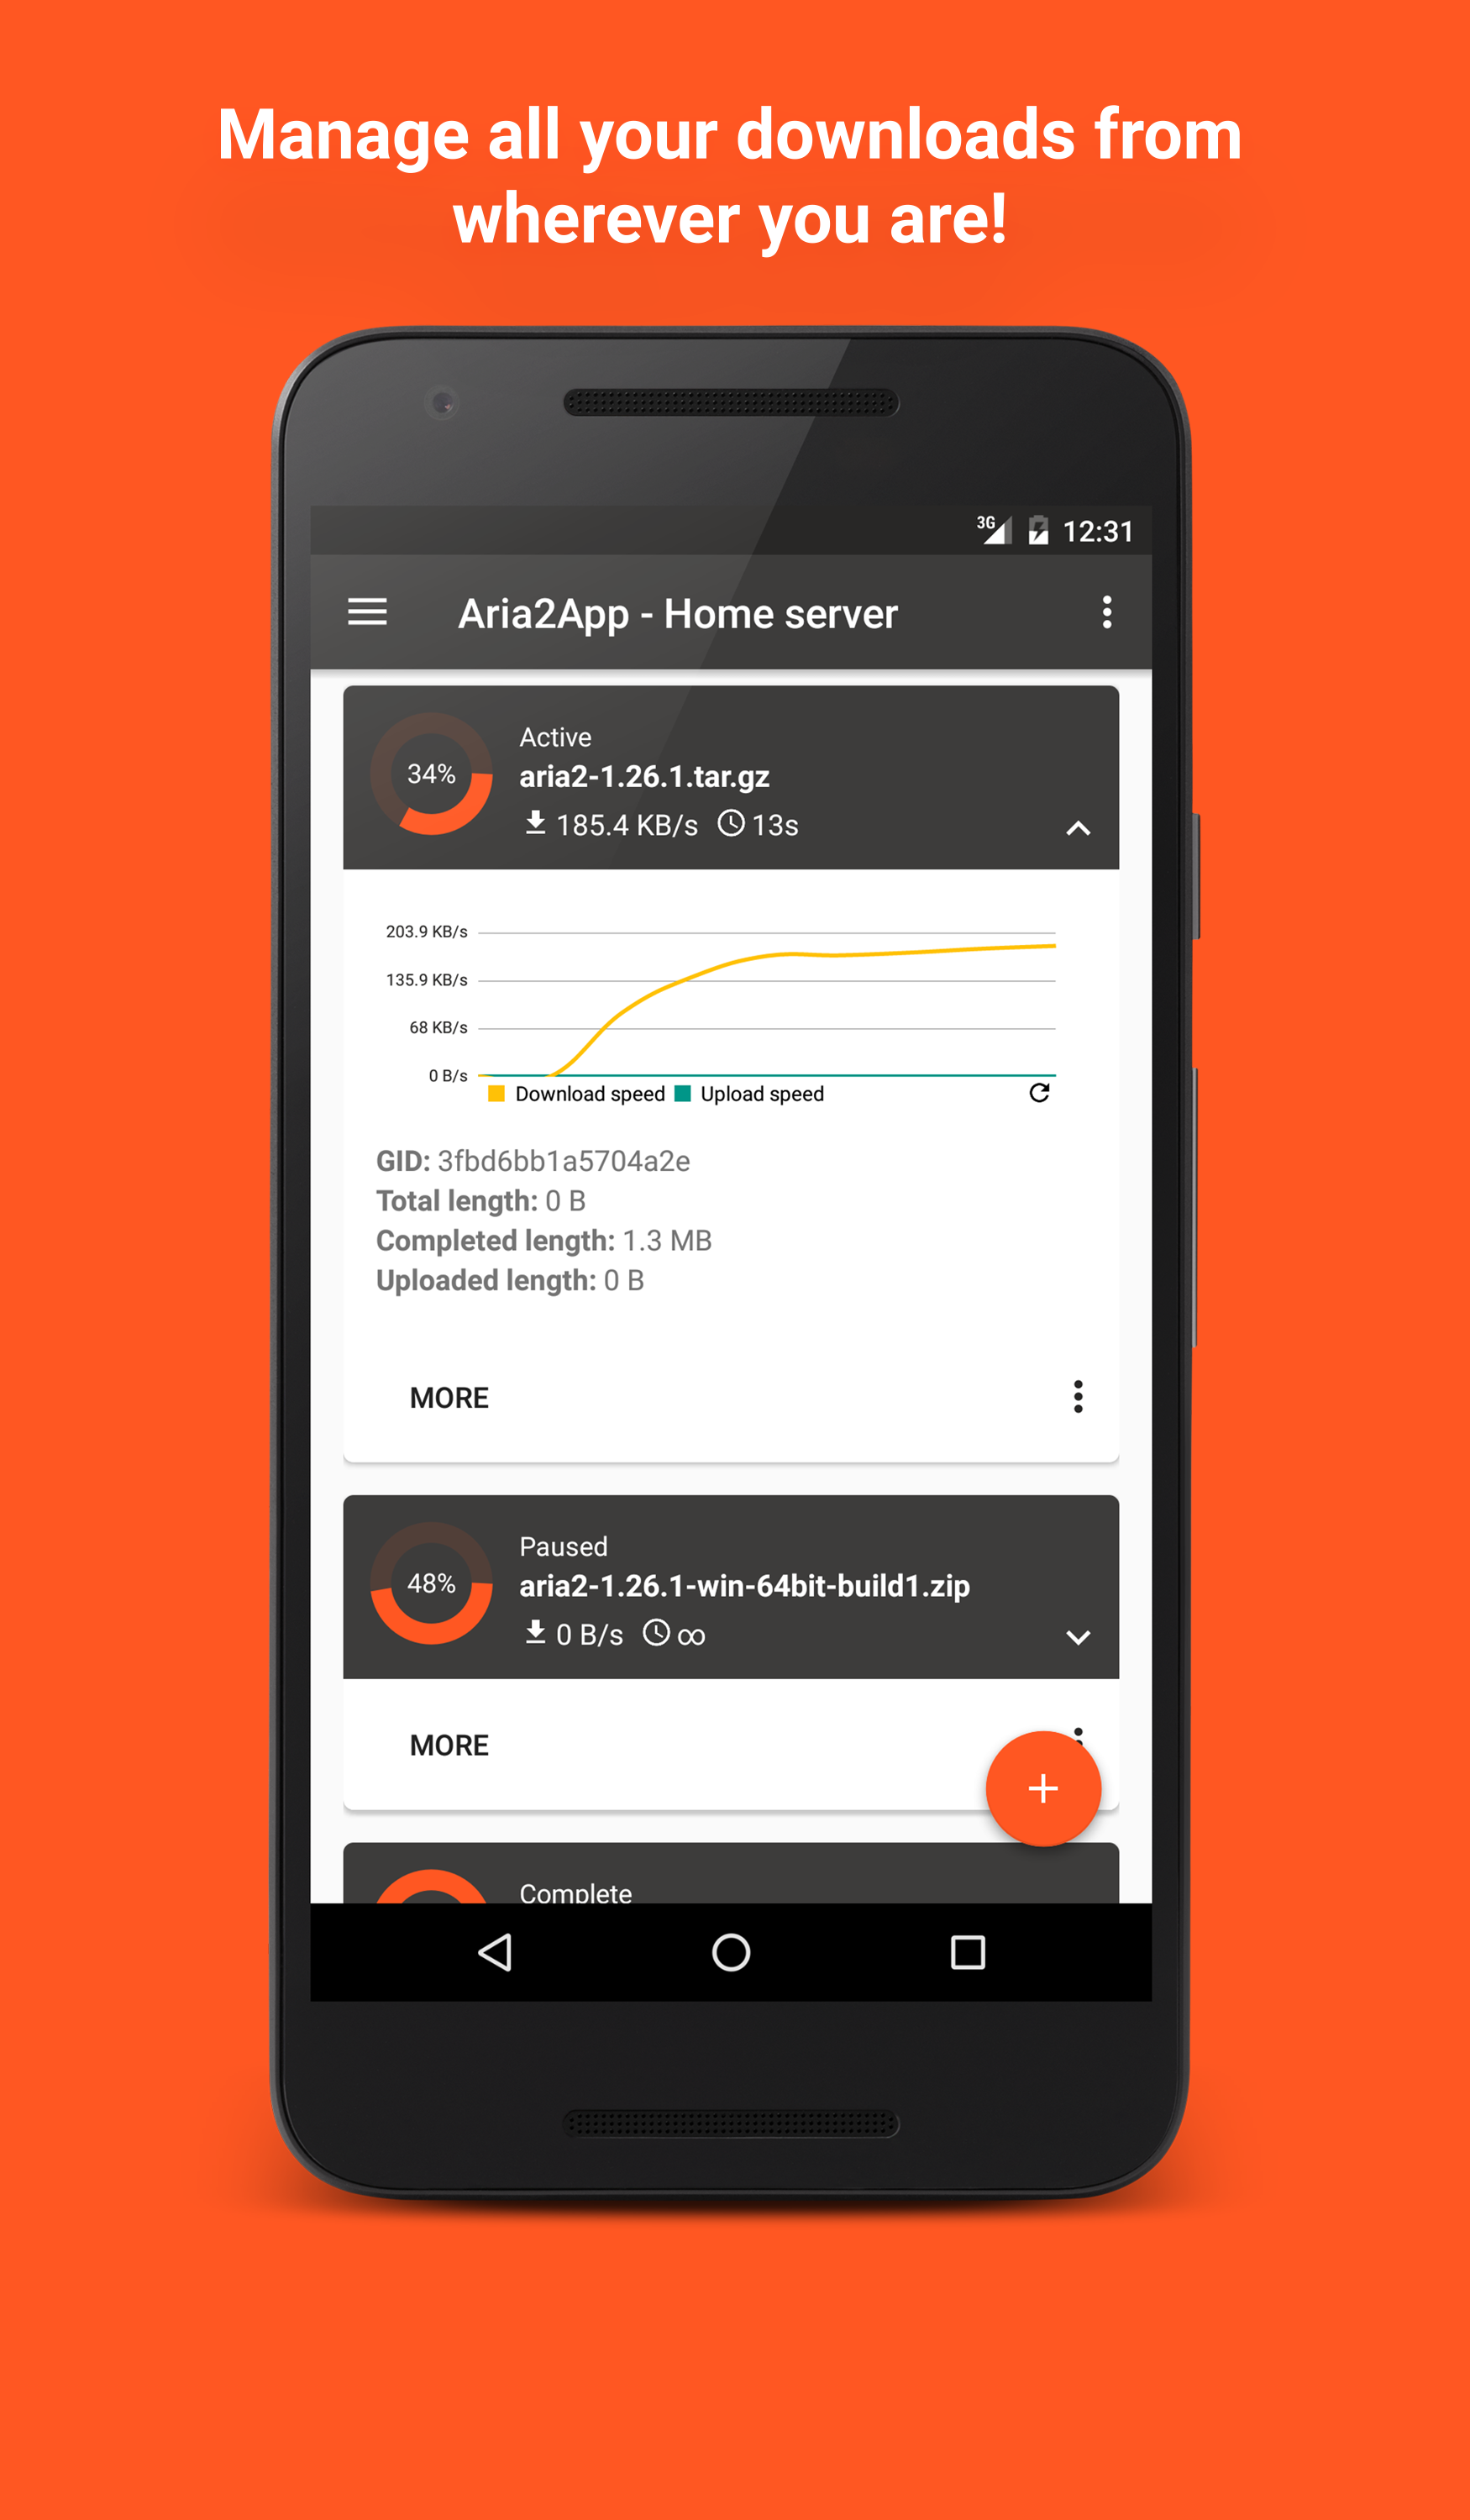 Manage all your downloads from
wherever you are!
3G 12:31
Aria2App - Home server
34%
Active
aria2-1.26.1.tar.gz
185.4 KB/s 13s
203.9 KB/s
135.9 KB/s
68 KB/s
0 B/s
Download speed Upload speed
GID: 3fbd6bb1a5704a2e
Total length: 0 B
Completed length: 1.3 MB
Uploaded length: 0 B
MORE
48%
Paused
aria2-1.26.1-win-64bit-build1.zip
0 B/s ∞
MORE
+
Complete